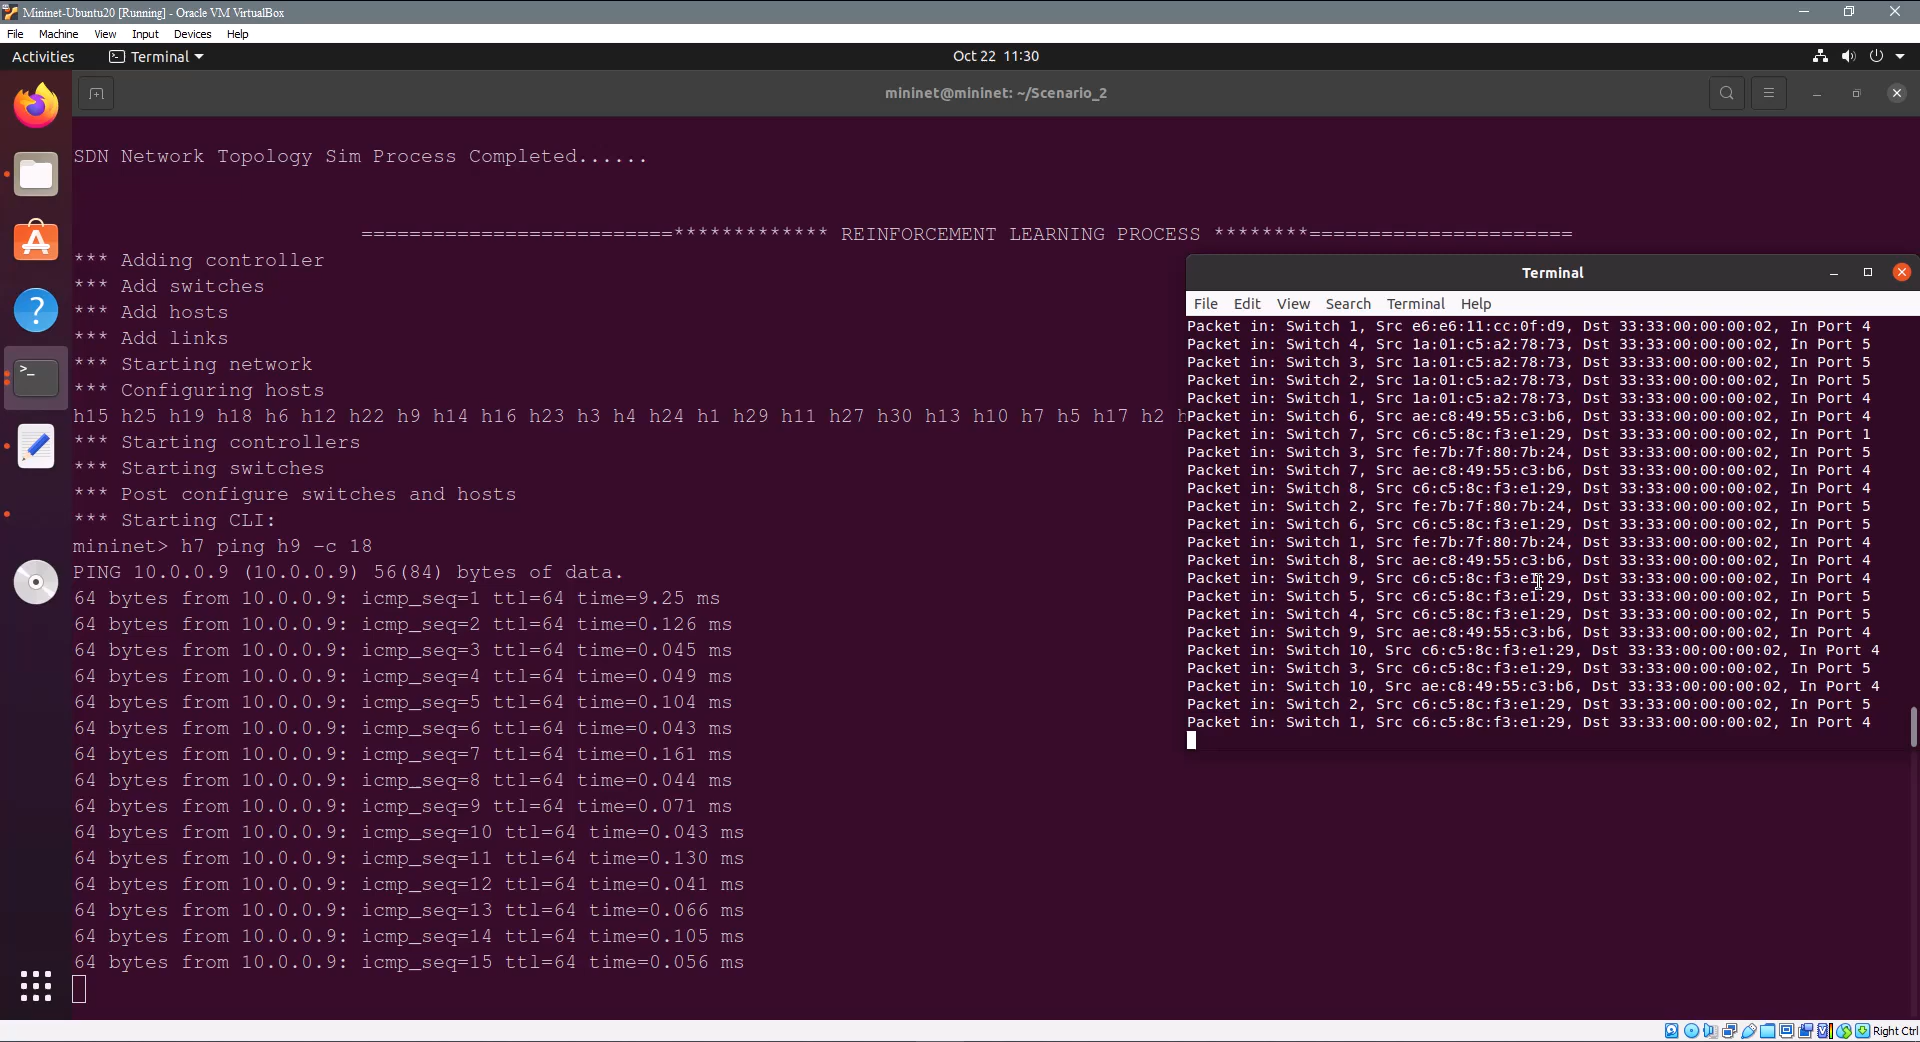 Mininet-Ubuntu20 [Running] - Oracle VM VirtualBox
File Machine View Input Devices Help
Activities Terminal Oct 22 11:30
mininet@mininet: ~/Scenario_2
SDN Network Topology Sim Process Completed......
==========================************* REINFORCEMENT LEARNING PROCESS ********======================
*** Adding controller
*** Add switches
*** Add hosts
*** Add links
*** Starting network
*** Configuring hosts
h15 h25 h19 h18 h6 h12 h22 h9 h14 h16 h23 h3 h4 h24 h1 h29 h11 h27 h30 h13 h10 h7 h5 h17 h2 h
*** Starting controllers
*** Starting switches
*** Post configure switches and hosts
*** Starting CLI:
mininet> h7 ping h9 -c 18
PING 10.0.0.9 (10.0.0.9) 56(84) bytes of data.
64 bytes from 10.0.0.9: icmp_seq=1 ttl=64 time=9.25 ms
64 bytes from 10.0.0.9: icmp_seq=2 ttl=64 time=0.126 ms
64 bytes from 10.0.0.9: icmp_seq=3 ttl=64 time=0.045 ms
64 bytes from 10.0.0.9: icmp_seq=4 ttl=64 time=0.049 ms
64 bytes from 10.0.0.9: icmp_seq=5 ttl=64 time=0.104 ms
64 bytes from 10.0.0.9: icmp_seq=6 ttl=64 time=0.043 ms
64 bytes from 10.0.0.9: icmp_seq=7 ttl=64 time=0.161 ms
64 bytes from 10.0.0.9: icmp_seq=8 ttl=64 time=0.044 ms
64 bytes from 10.0.0.9: icmp_seq=9 ttl=64 time=0.071 ms
64 bytes from 10.0.0.9: icmp_seq=10 ttl=64 time=0.043 ms
64 bytes from 10.0.0.9: icmp_seq=11 ttl=64 time=0.130 ms
64 bytes from 10.0.0.9: icmp_seq=12 ttl=64 time=0.041 ms
64 bytes from 10.0.0.9: icmp_seq=13 ttl=64 time=0.066 ms
64 bytes from 10.0.0.9: icmp_seq=14 ttl=64 time=0.105 ms
64 bytes from 10.0.0.9: icmp_seq=15 ttl=64 time=0.056 ms
Terminal
File Edit View Search Terminal Help
Packet in: Switch 1, Src e6:e6:11:cc:0f:d9, Dst 33:33:00:00:00:02, In Port 4
Packet in: Switch 4, Src 1a:01:c5:a2:78:73, Dst 33:33:00:00:00:02, In Port 5
Packet in: Switch 3, Src 1a:01:c5:a2:78:73, Dst 33:33:00:00:00:02, In Port 5
Packet in: Switch 2, Src 1a:01:c5:a2:78:73, Dst 33:33:00:00:00:02, In Port 5
Packet in: Switch 1, Src 1a:01:c5:a2:78:73, Dst 33:33:00:00:00:02, In Port 4
Packet in: Switch 6, Src ae:c8:49:55:c3:b6, Dst 33:33:00:00:00:02, In Port 4
Packet in: Switch 7, Src c6:c5:8c:f3:e1:29, Dst 33:33:00:00:00:02, In Port 1
Packet in: Switch 3, Src fe:7b:7f:80:7b:24, Dst 33:33:00:00:00:02, In Port 5
Packet in: Switch 7, Src ae:c8:49:55:c3:b6, Dst 33:33:00:00:00:02, In Port 4
Packet in: Switch 8, Src c6:c5:8c:f3:e1:29, Dst 33:33:00:00:00:02, In Port 4
Packet in: Switch 2, Src fe:7b:7f:80:7b:24, Dst 33:33:00:00:00:02, In Port 5
Packet in: Switch 6, Src c6:c5:8c:f3:e1:29, Dst 33:33:00:00:00:02, In Port 5
Packet in: Switch 1, Src fe:7b:7f:80:7b:24, Dst 33:33:00:00:00:02, In Port 4
Packet in: Switch 8, Src ae:c8:49:55:c3:b6, Dst 33:33:00:00:00:02, In Port 4
Packet in: Switch 9, Src c6:c5:8c:f3:e1:29, Dst 33:33:00:00:00:02, In Port 4
Packet in: Switch 5, Src c6:c5:8c:f3:e1:29, Dst 33:33:00:00:00:02, In Port 5
Packet in: Switch 4, Src c6:c5:8c:f3:e1:29, Dst 33:33:00:00:00:02, In Port 5
Packet in: Switch 9, Src ae:c8:49:55:c3:b6, Dst 33:33:00:00:00:02, In Port 4
Packet in: Switch 10, Src c6:c5:8c:f3:e1:29, Dst 33:33:00:00:00:02, In Port 4
Packet in: Switch 3, Src c6:c5:8c:f3:e1:29, Dst 33:33:00:00:00:02, In Port 5
Packet in: Switch 10, Src ae:c8:49:55:c3:b6, Dst 33:33:00:00:00:02, In Port 4
Packet in: Switch 2, Src c6:c5:8c:f3:e1:29, Dst 33:33:00:00:00:02, In Port 5
Packet in: Switch 1, Src c6:c5:8c:f3:e1:29, Dst 33:33:00:00:00:02, In Port 4
Right Ctrl